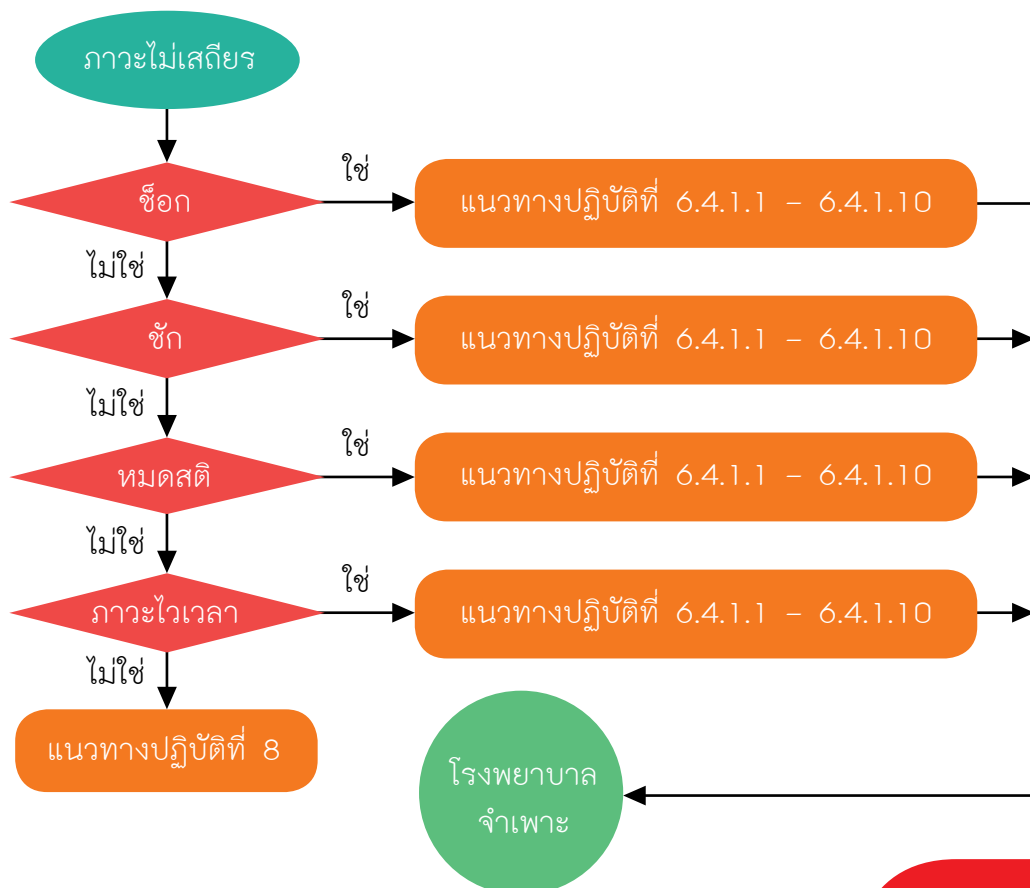 ภาวะไม่เสถียร
ช็อก
ใช่
แนวทางปฏิบัติที่ 6.4.1.1 – 6.4.1.10
ไม่ใช่
ชัก
ใช่
แนวทางปฏิบัติที่ 6.4.1.1 – 6.4.1.10
ไม่ใช่
หมดสติ
ใช่
แนวทางปฏิบัติที่ 6.4.1.1 – 6.4.1.10
ไม่ใช่
ภาวะไวเวลา
ใช่
แนวทางปฏิบัติที่ 6.4.1.1 – 6.4.1.10
ไม่ใช่
แนวทางปฏิบัติที่ 8
โรงพยาบาล
จำเพาะ